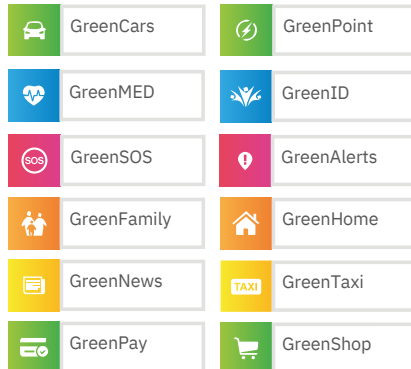 GreenCars
GreenPoint
GreenMED
GreenID
SOS
GreenSOS
GreenAlerts
GreenFamily
GreenHome
GreenNews
TAXI
GreenTaxi
GreenPay
GreenShop